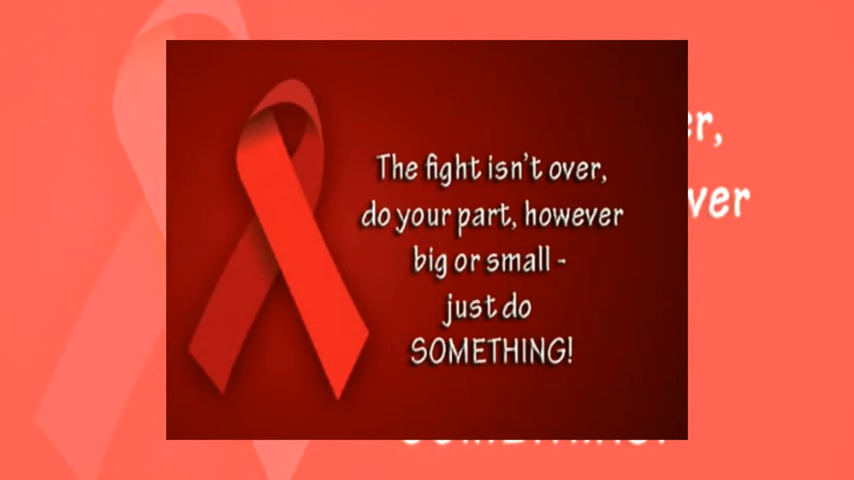 The fight isn't over,
do your part, however
big or small -
just do
SOMETHING!